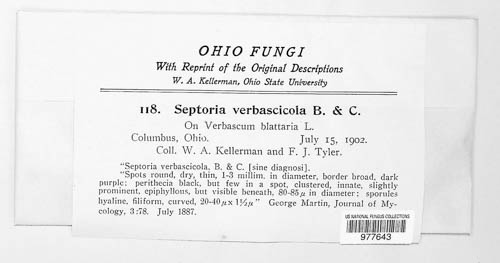 OHIO FUNGI
With Reprint of the Original Descriptions
W. A. Kellerman, Ohio State University
118. Septoria verbascicola B. & C.
On Verbascum blattaria L.
Columbus, Ohio. July 15, 1902.
Coll. W. A. Kellerman and F. J. Tyler.
"Septoria verbascicola, B. & C. [sine diagnosi].
"Spots round, dry, thin, 1-3 millim. in diameter, border broad, dark
purple: perithecia black, but few in a spot, clustered, innate, slightly
prominent, epiphyllous, but visible beneath, 80-85μ in diameter; sporules
hyaline, filiform, curved, 20-40μ x 1½μ" George Martin, Journal of My-
cology, 3:78. July 1887.
US NATIONAL FUNGUS COLLECTIONS
977643